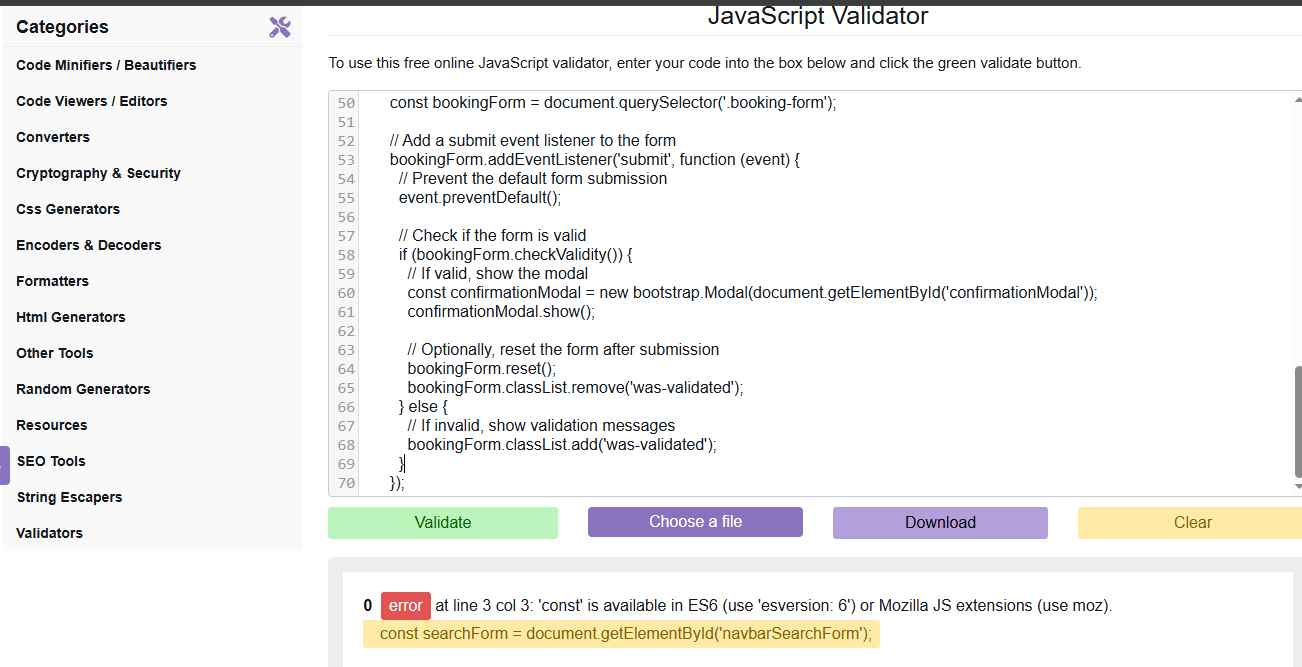 Categories
Code Minifiers / Beautifiers
Code Viewers / Editors
Converters
Cryptography & Security
Css Generators
Encoders & Decoders
Formatters
Html Generators
Other Tools
Random Generators
Resources
SEO Tools
String Escapers
Validators
JavaScript Validator
To use this free online JavaScript validator, enter your code into the box below and click the green validate button.
50 const bookingForm = document.querySelector('.booking-form');
51
52 // Add a submit event listener to the form
53 bookingForm.addEventListener('submit', function (event) {
54 // Prevent the default form submission
55 event.preventDefault();
56
57 // Check if the form is valid
58 if (bookingForm.checkValidity()) {
59 // If valid, show the modal
60 const confirmationModal = new bootstrap.Modal(document.getElementById('confirmationModal'));
61 confirmationModal.show();
62
63 // Optionally, reset the form after submission
64 bookingForm.reset();
65 bookingForm.classList.remove('was-validated');
66 } else {
67 // If invalid, show validation messages
68 bookingForm.classList.add('was-validated');
69 }
70 });
Validate Choose a file Download Clear
0 error at line 3 col 3: 'const' is available in ES6 (use 'esversion: 6') or Mozilla JS extensions (use moz).
const searchForm = document.getElementById('navbarSearchForm');